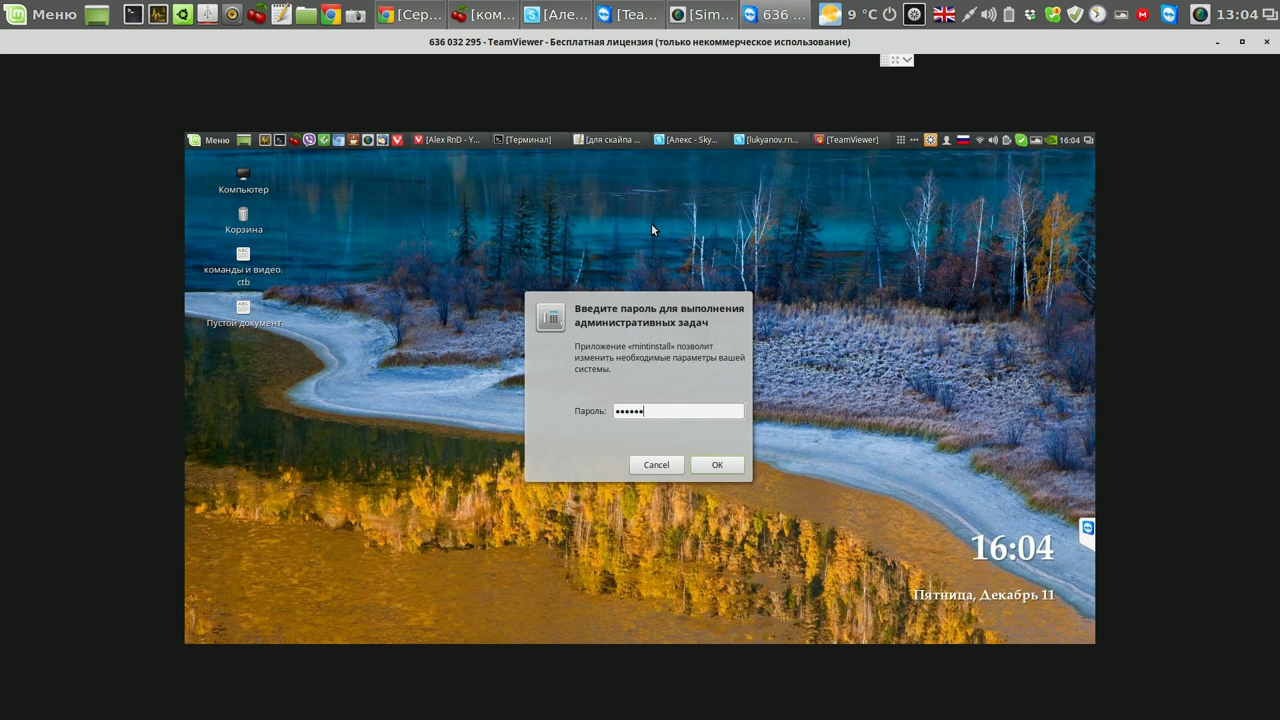 Меню [Сер... [ком... [Але... [Tea... [Sim... 636 ... 9 °C 13:04
636 032 295 - TeamViewer - Бесплатная лицензия (только некоммерческое использование)
Меню [Alex RnD - Y... [Терминал] [для скайпа ... [Алекс - Sky... [lukyanov.rn... [TeamViewer] 16:04
Компьютер
Корзина
команды и видео.
ctb
Пустой документ
Введите пароль для выполнения
административных задач
Приложение «mintinstall» позволит
изменить необходимые параметры вашей
системы.
Пароль: ••••••
Cancel OK
16:04
Пятница, Декабрь 11